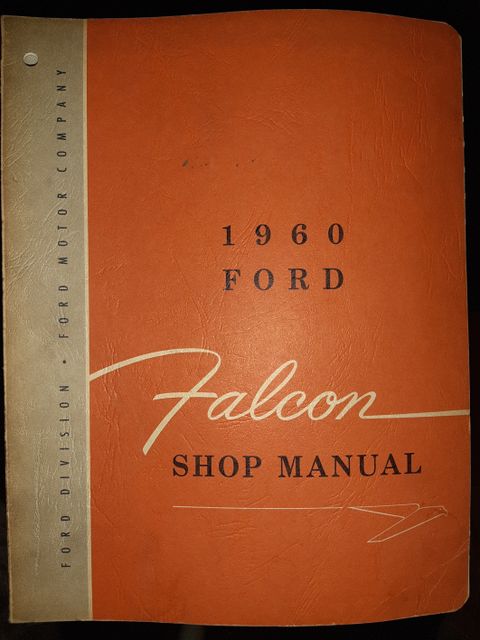 1960
FORD
Falcon
SHOP MANUAL
FORD DIVISION • FORD MOTOR COMPANY